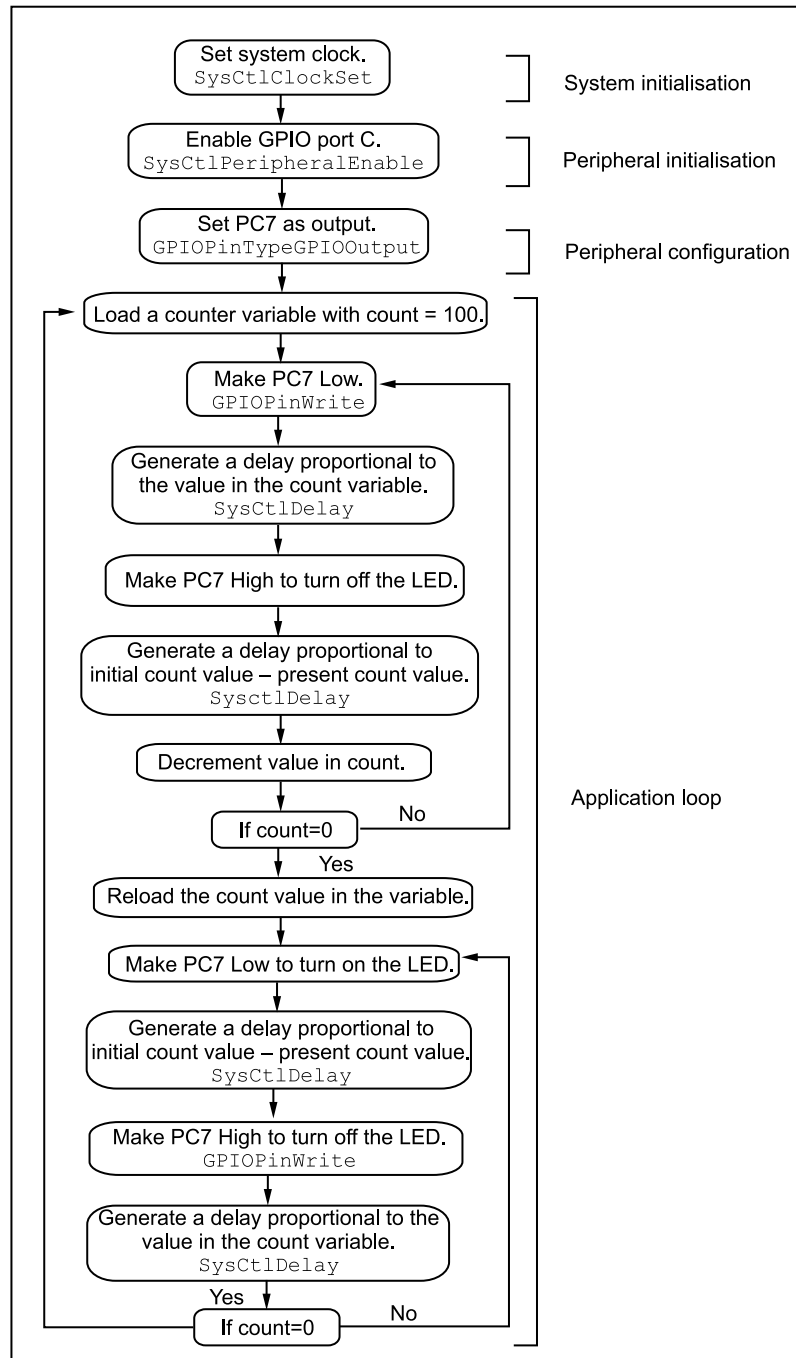 Set system clock.
SysCtlClockSet
System initialisation
Enable GPIO port C.
SysCtlPeripheralEnable
Peripheral initialisation
Set PC7 as output.
GPIOPinTypeGPIOOutput
Peripheral configuration
Load a counter variable with count = 100.
Make PC7 Low.
GPIOPinWrite
Generate a delay proportional to
the value in the count variable.
SysCtlDelay
Make PC7 High to turn off the LED.
Generate a delay proportional to
initial count value – present count value.
SysctlDelay
Decrement value in count.
Application loop
If count=0
No
Yes
Reload the count value in the variable.
Make PC7 Low to turn on the LED.
Generate a delay proportional to
initial count value – present count value.
SysCtlDelay
Make PC7 High to turn off the LED.
GPIOPinWrite
Generate a delay proportional to the
value in the count variable.
SysCtlDelay
Yes
If count=0
No